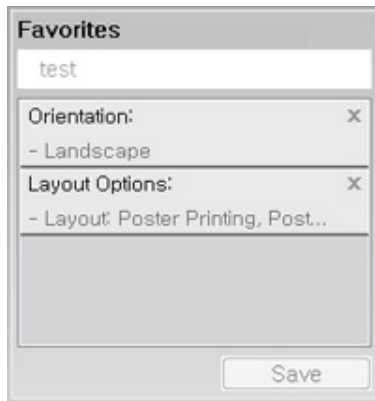 Favorites
test
Orientation: x
- Landscape
Layout Options: x
- Layout: Poster Printing, Post...
Save